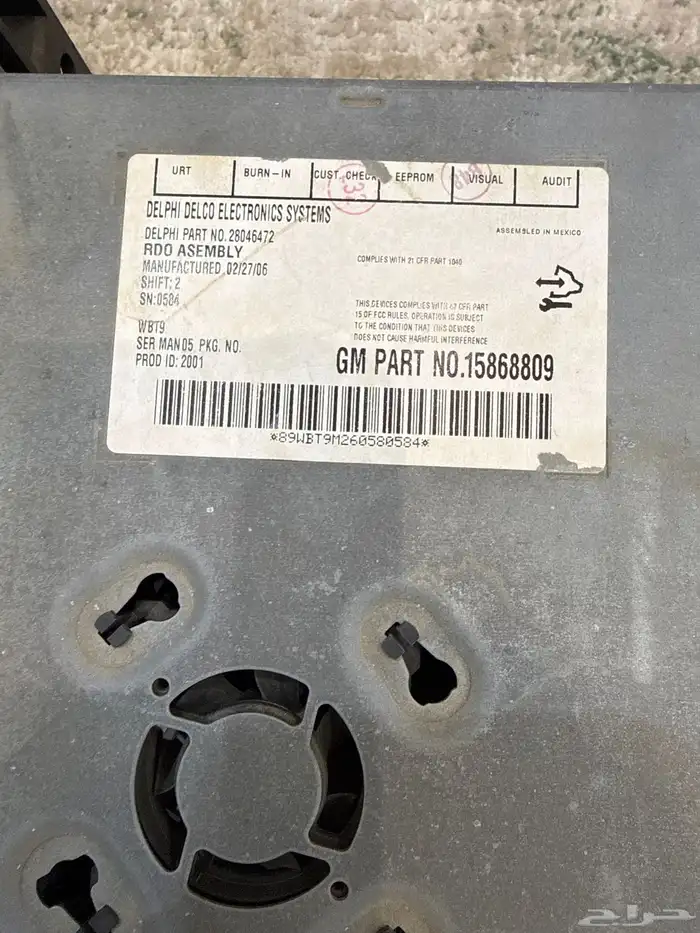 URT BURN-IN CUST. CHECK EEPROM VISUAL AUDIT
DELPHI DELCO ELECTRONICS SYSTEMS
DELPHI PART NO. 28046472
RDO ASEMBLY
MANUFACTURED 02/27/06
SHIFT: 2
SN:0584
WBT9
SER MAN05 PKG. NO.
PROD ID: 2001
ASSEMBLED IN MEXICO
COMPLIES WITH 21 CFR PART 1040
THIS DEVICES COMPLIES WITH 67 CFR PART
15 OF FCC RULES. OPERATION IS SUBJECT
TO THE CONDITION THAT THIS DEVICES
DOES NOT CAUSE HARMFUL INTERFERENCE
GM PART NO.15868809
*89WBT9M260580584*
حراج